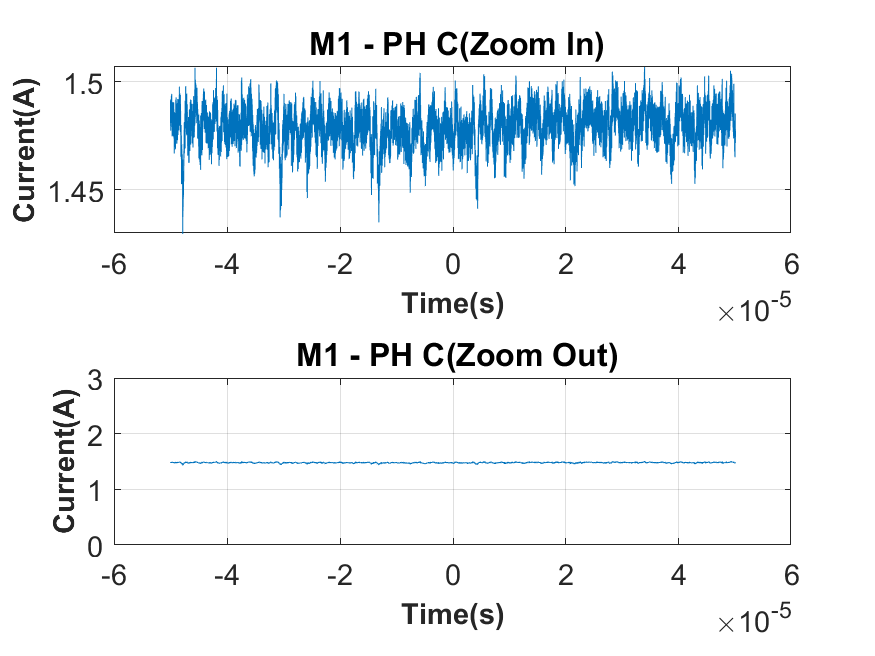 M1 - PH C(Zoom In)
Current(A)
1.5
1.45
-6 -4 -2 0 2 4 6
Time(s)
×10-5
M1 - PH C(Zoom Out)
Current(A)
3
2
1
0
-6 -4 -2 0 2 4 6
Time(s)
×10-5